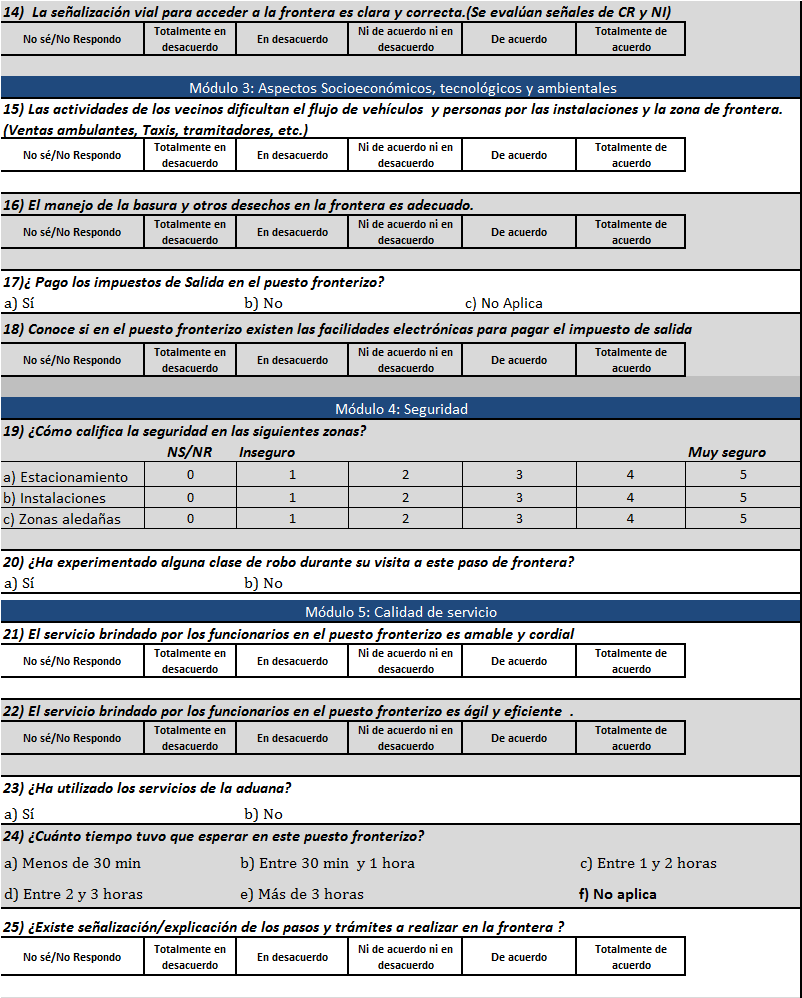 14) La señalización vial para acceder a la frontera es clara y correcta.(Se evalúan señales de CR y NI)
No sé/No Respondo Totalmente en desacuerdo En desacuerdo Ni de acuerdo ni en desacuerdo De acuerdo Totalmente de acuerdo
Módulo 3: Aspectos Socioeconómicos, tecnológicos y ambientales
15) Las actividades de los vecinos dificultan el flujo de vehículos y personas por las instalaciones y la zona de frontera.
(Ventas ambulantes, Taxis, tramitadores, etc.)
No sé/No Respondo Totalmente en desacuerdo En desacuerdo Ni de acuerdo ni en desacuerdo De acuerdo Totalmente de acuerdo
16) El manejo de la basura y otros desechos en la frontera es adecuado.
No sé/No Respondo Totalmente en desacuerdo En desacuerdo Ni de acuerdo ni en desacuerdo De acuerdo Totalmente de acuerdo
17)¿ Pago los impuestos de Salida en el puesto fronterizo?
a) Sí b) No c) No Aplica
18) Conoce si en el puesto fronterizo existen las facilidades electrónicas para pagar el impuesto de salida
No sé/No Respondo Totalmente en desacuerdo En desacuerdo Ni de acuerdo ni en desacuerdo De acuerdo Totalmente de acuerdo
Módulo 4: Seguridad
19) ¿Cómo califica la seguridad en las siguientes zonas?
NS/NR Inseguro Muy seguro
a) Estacionamiento 0 1 2 3 4 5
b) Instalaciones 0 1 2 3 4 5
c) Zonas aledañas 0 1 2 3 4 5
20) ¿Ha experimentado alguna clase de robo durante su visita a este paso de frontera?
a) Sí b) No
Módulo 5: Calidad de servicio
21) El servicio brindado por los funcionarios en el puesto fronterizo es amable y cordial
No sé/No Respondo Totalmente en desacuerdo En desacuerdo Ni de acuerdo ni en desacuerdo De acuerdo Totalmente de acuerdo
22) El servicio brindado por los funcionarios en el puesto fronterizo es ágil y eficiente .
No sé/No Respondo Totalmente en desacuerdo En desacuerdo Ni de acuerdo ni en desacuerdo De acuerdo Totalmente de acuerdo
23) ¿Ha utilizado los servicios de la aduana?
a) Sí b) No
24) ¿Cuánto tiempo tuvo que esperar en este puesto fronterizo?
a) Menos de 30 min b) Entre 30 min y 1 hora c) Entre 1 y 2 horas
d) Entre 2 y 3 horas e) Más de 3 horas f) No aplica
25) ¿Existe señalización/explicación de los pasos y trámites a realizar en la frontera ?
No sé/No Respondo Totalmente en desacuerdo En desacuerdo Ni de acuerdo ni en desacuerdo De acuerdo Totalmente de acuerdo